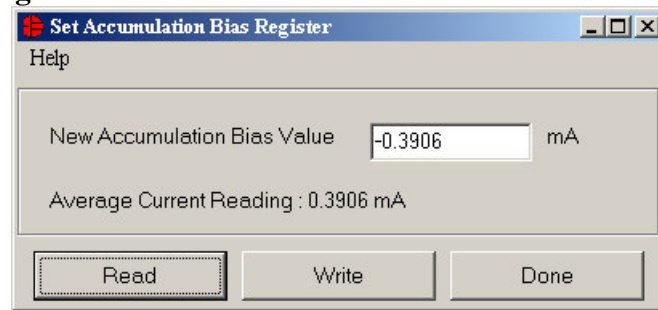 Set Accumulation Bias Register
Help
New Accumulation Bias Value -0.3906 mA
Average Current Reading : 0.3906 mA
Read Write Done